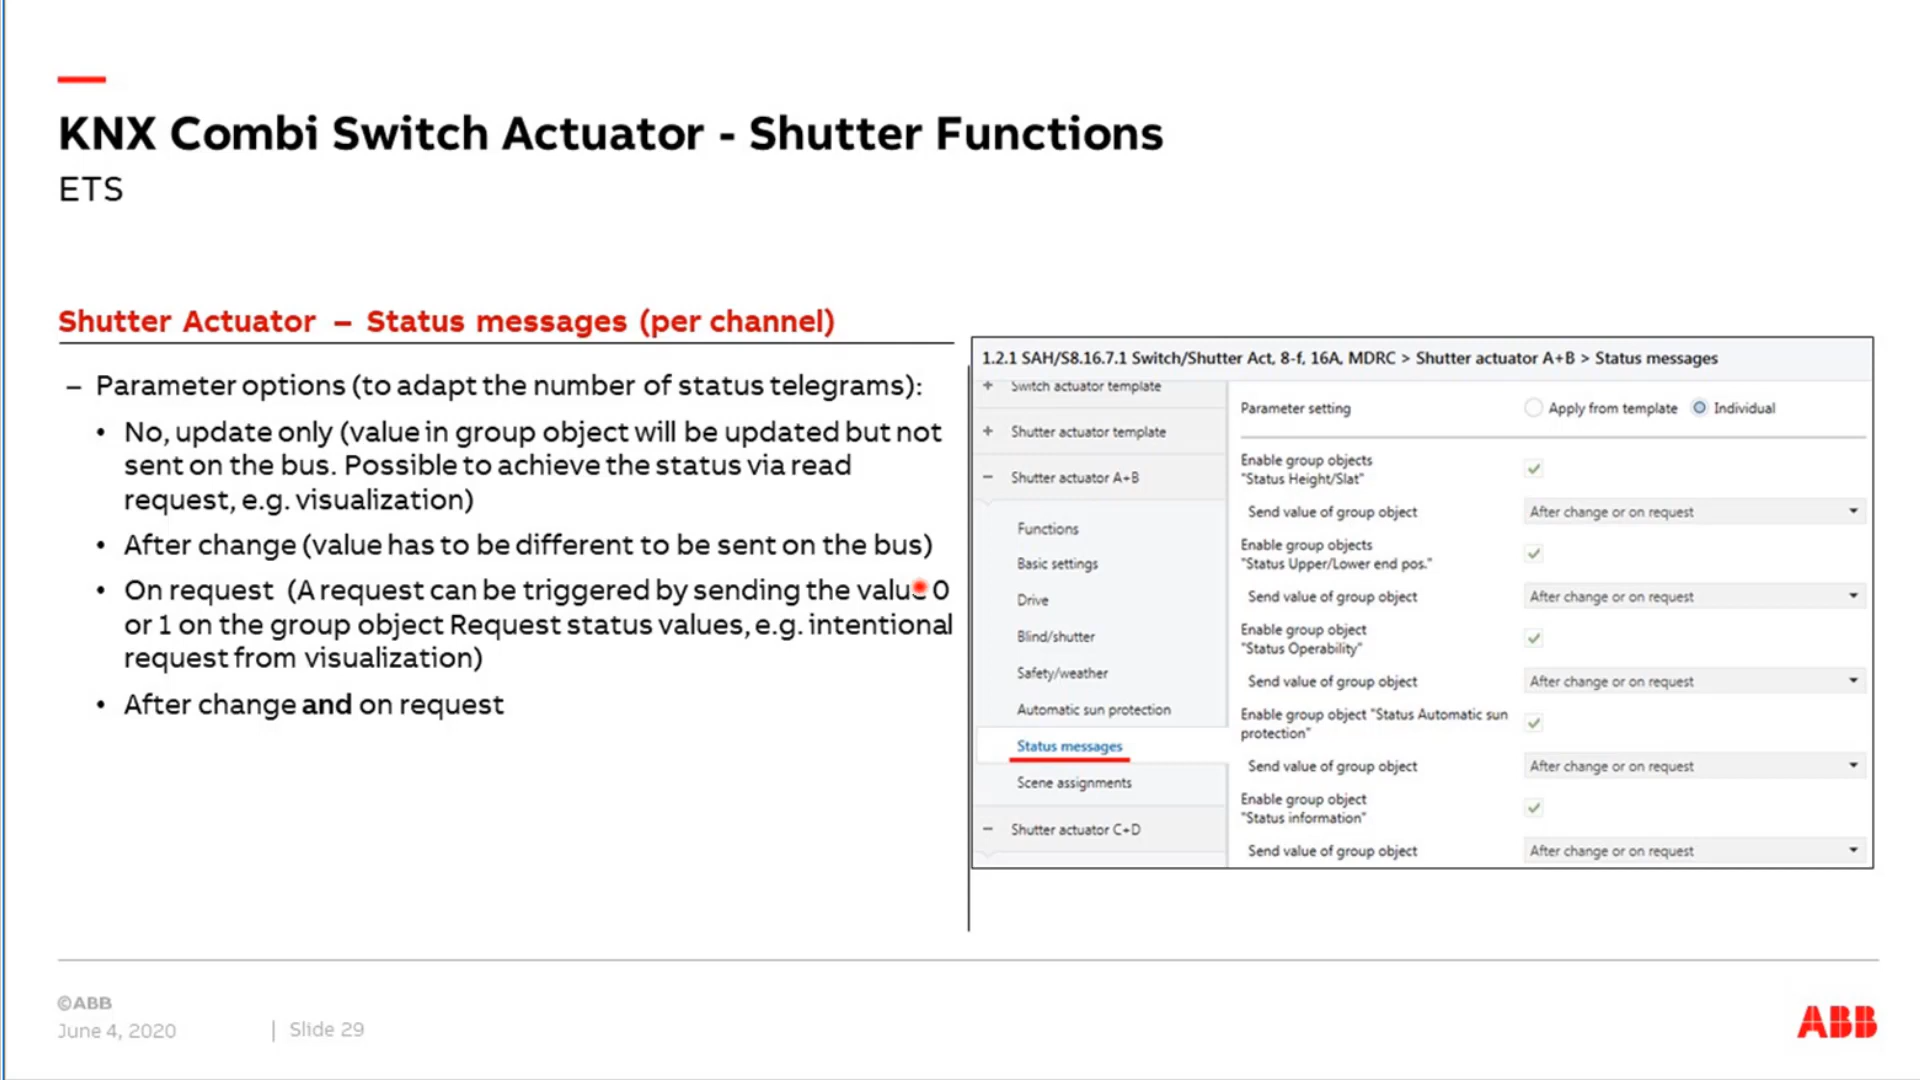 KNX Combi Switch Actuator - Shutter Functions
ETS
Shutter Actuator – Status messages (per channel)
– Parameter options (to adapt the number of status telegrams):
• No, update only (value in group object will be updated but not
sent on the bus. Possible to achieve the status via read
request, e.g. visualization)
• After change (value has to be different to be sent on the bus)
• On request (A request can be triggered by sending the value 0
or 1 on the group object Request status values, e.g. intentional
request from visualization)
• After change and on request
1.2.1 SAH/S8.16.7.1 Switch/Shutter Act, 8-f, 16A, MDRC > Shutter actuator A+B > Status messages
+ Switch actuator template
+ Shutter actuator template
− Shutter actuator A+B
Functions
Basic settings
Drive
Blind/shutter
Safety/weather
Automatic sun protection
Status messages
Scene assignments
− Shutter actuator C+D
Parameter setting Apply from template Individual
Enable group objects
"Status Height/Slat"
Send value of group object After change or on request
Enable group objects
"Status Upper/Lower end pos."
Send value of group object After change or on request
Enable group object
"Status Operability"
Send value of group object After change or on request
Enable group object "Status Automatic sun
protection"
Send value of group object After change or on request
Enable group object
"Status information"
Send value of group object After change or on request
©ABB
June 4, 2020 | Slide 29
ABB